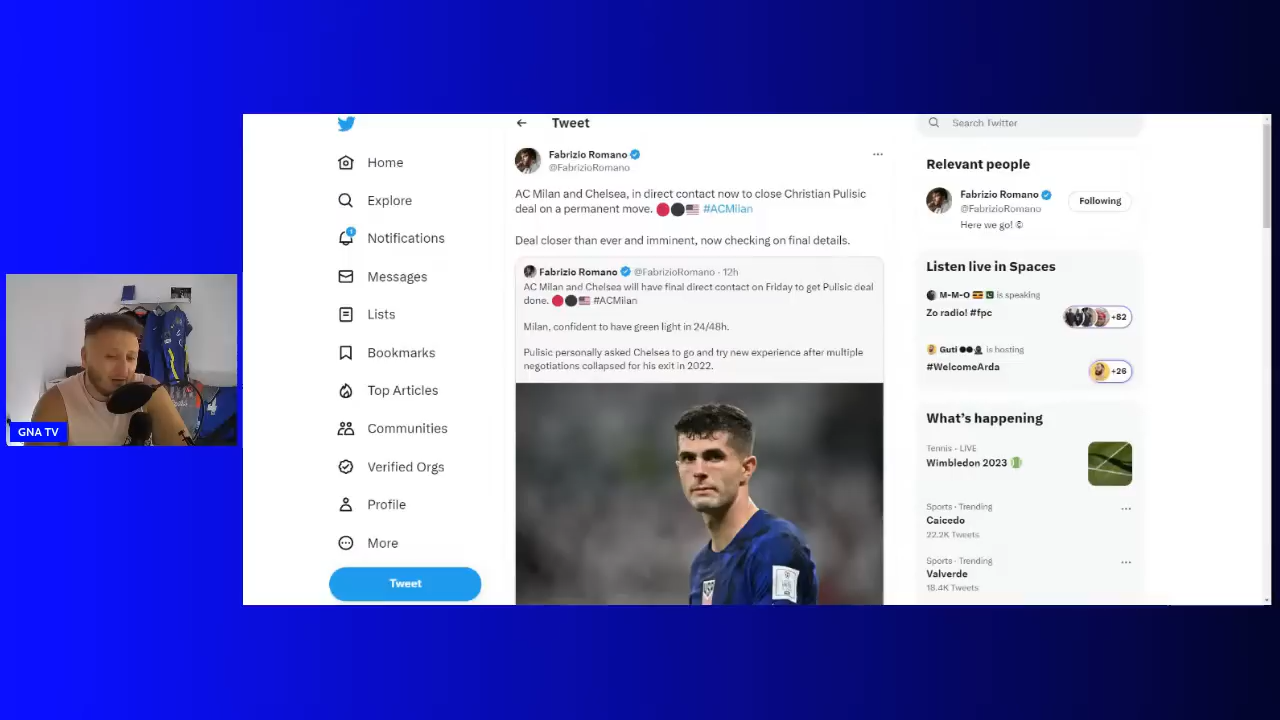 GNA TV
Home
Explore
1
Notifications
Messages
Lists
Bookmarks
Top Articles
Communities
Verified Orgs
Profile
More
Tweet
Tweet
Fabrizio Romano
@FabrizioRomano
AC Milan and Chelsea, in direct contact now to close Christian Pulisic
deal on a permanent move. 🔴⚫🇺🇸 #ACMilan
Deal closer than ever and imminent, now checking on final details.
Fabrizio Romano @FabrizioRomano · 12h
AC Milan and Chelsea will have final direct contact on Friday to get Pulisic deal
done. 🔴⚫🇺🇸 #ACMilan
Milan, confident to have green light in 24/48h.
Pulisic personally asked Chelsea to go and try new experience after multiple
negotiations collapsed for his exit in 2022.
Search Twitter
Relevant people
Fabrizio Romano
@FabrizioRomano
Following
Here we go! ©
Listen live in Spaces
M-M-O 🇺🇬 🇵🇰 is speaking
Zo radio! #fpc
+82
Guti is hosting
#WelcomeArda
+26
What's happening
Tennis · LIVE
Wimbledon 2023
Sports · Trending
Caicedo
22.2K Tweets
Sports · Trending
Valverde
18.4K Tweets